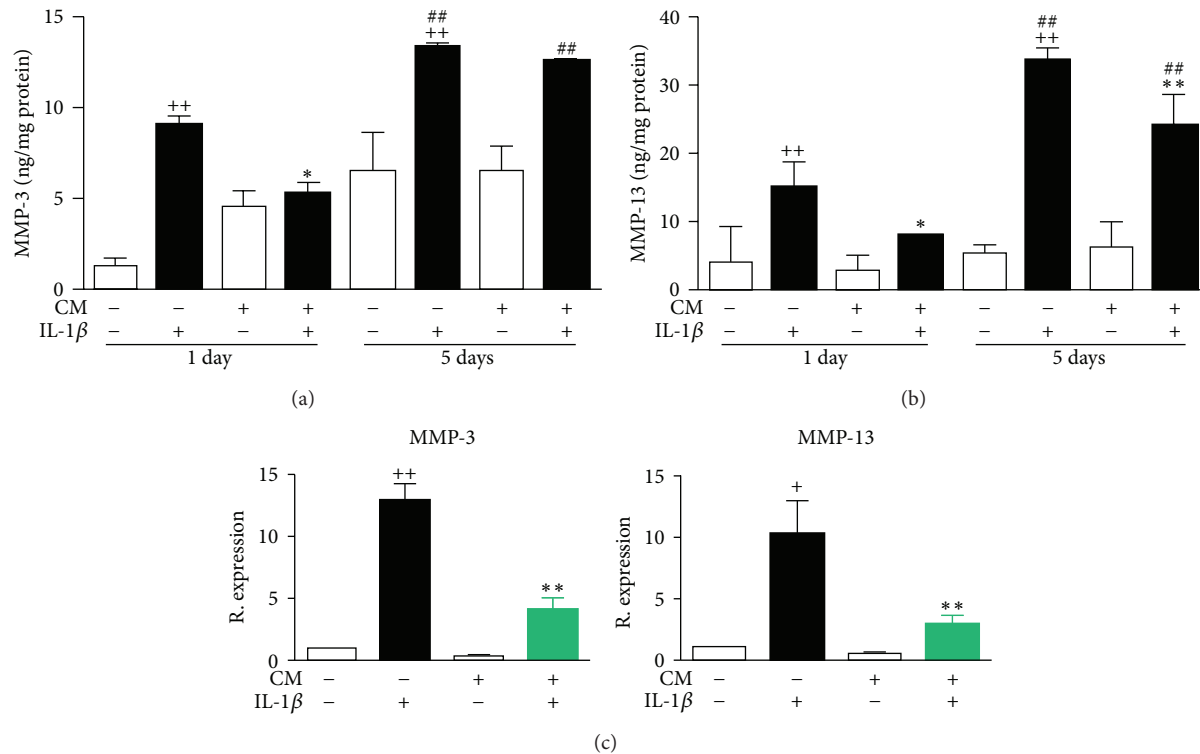 MMP-3 (ng/mg protein)
15
10
5
0
++
*
##
++
##
CM − − + + − − + +
IL-1β − + − + − + − +
1 day 5 days
(a)
MMP-13 (ng/mg protein)
40
30
20
10
0
++
*
##
++
##
**
CM − − + + − − + +
IL-1β − + − + − + − +
1 day 5 days
(b)
MMP-3
R. expression
15
10
5
0
++
**
CM − − + +
IL-1β − + − +
MMP-13
R. expression
15
10
5
0
+
**
CM − − + +
IL-1β − + − +
(c)